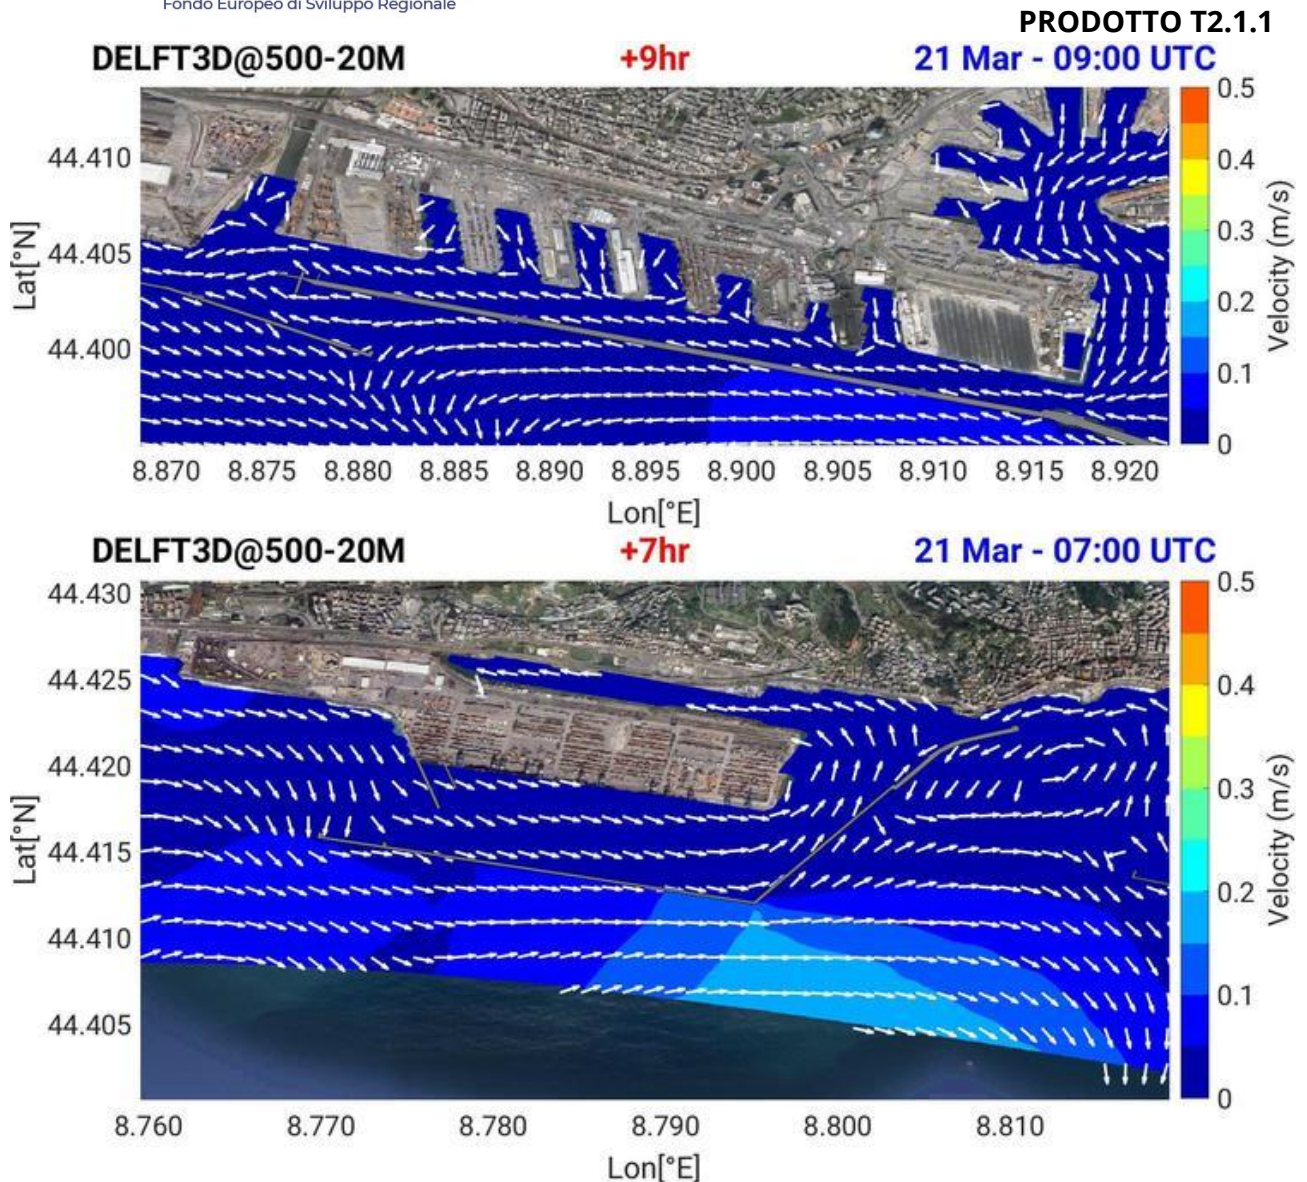 Fondo Europeo di Sviluppo Regionale
PRODOTTO T2.1.1
DELFT3D@500-20M +9hr 21 Mar - 09:00 UTC
0.5
0.4
0.3
0.2
0.1
0
Velocity (m/s)
44.410
44.405
44.400
Lat[°N]
8.870 8.875 8.880 8.885 8.890 8.895 8.900 8.905 8.910 8.915 8.920
Lon[°E]
DELFT3D@500-20M +7hr 21 Mar - 07:00 UTC
0.5
0.4
0.3
0.2
0.1
0
Velocity (m/s)
44.430
44.425
44.420
44.415
44.410
44.405
Lat[°N]
8.760 8.770 8.780 8.790 8.800 8.810
Lon[°E]